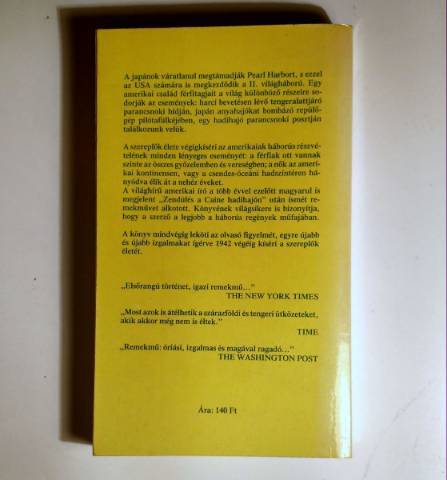 A japánok váratlanul megtámadják Pearl Harbort, s ezzel
az USA számára is megkezdődik a II. világháború. Egy
amerikai család férfitagjait a világ különböző részeire so-
dorják az események: harci bevetésen lévő tengeralattjáró
parancsnoki hídján, japán anyahajókat bombázó repülő-
gép pilótafülkéjében, egy hadihajó parancsnoki posztján
találkozunk velük.
A szereplők élete végigkíséri az amerikaiak háborús részvé-
telének minden lényeges eseményét: a férfiak ott vannak
szinte az összes győzelemben és vereségben; a nők az ameri-
kai kontinensen, vagy a csendes-óceáni hadszíntéren há-
nyódva élik át a nehéz éveket.
A világhírű amerikai író a több évvel ezelőtt magyarul is
megjelent „Zendülés a Caine hadihajón" után ismét re-
mekművet alkotott. Könyvének világsikere is bizonyítja,
hogy a szerző a legjobb a háborús regények műfajában.
A könyv mindvégig leköti az olvasó figyelmét, egyre újabb
és újabb izgalmakat ígérve 1942 végéig kíséri a szereplők
életét.
„Elsőrangú történet, igazi remekmű..."
THE NEW YORK TIMES
„Most azok is átélhetik a szárazföldi és tengeri ütközeteket,
akik akkor még nem is éltek."
TIME
„Remekmű: óriási, izgalmas és magával ragadó..."
THE WASHINGTON POST
Ára: 140 Ft